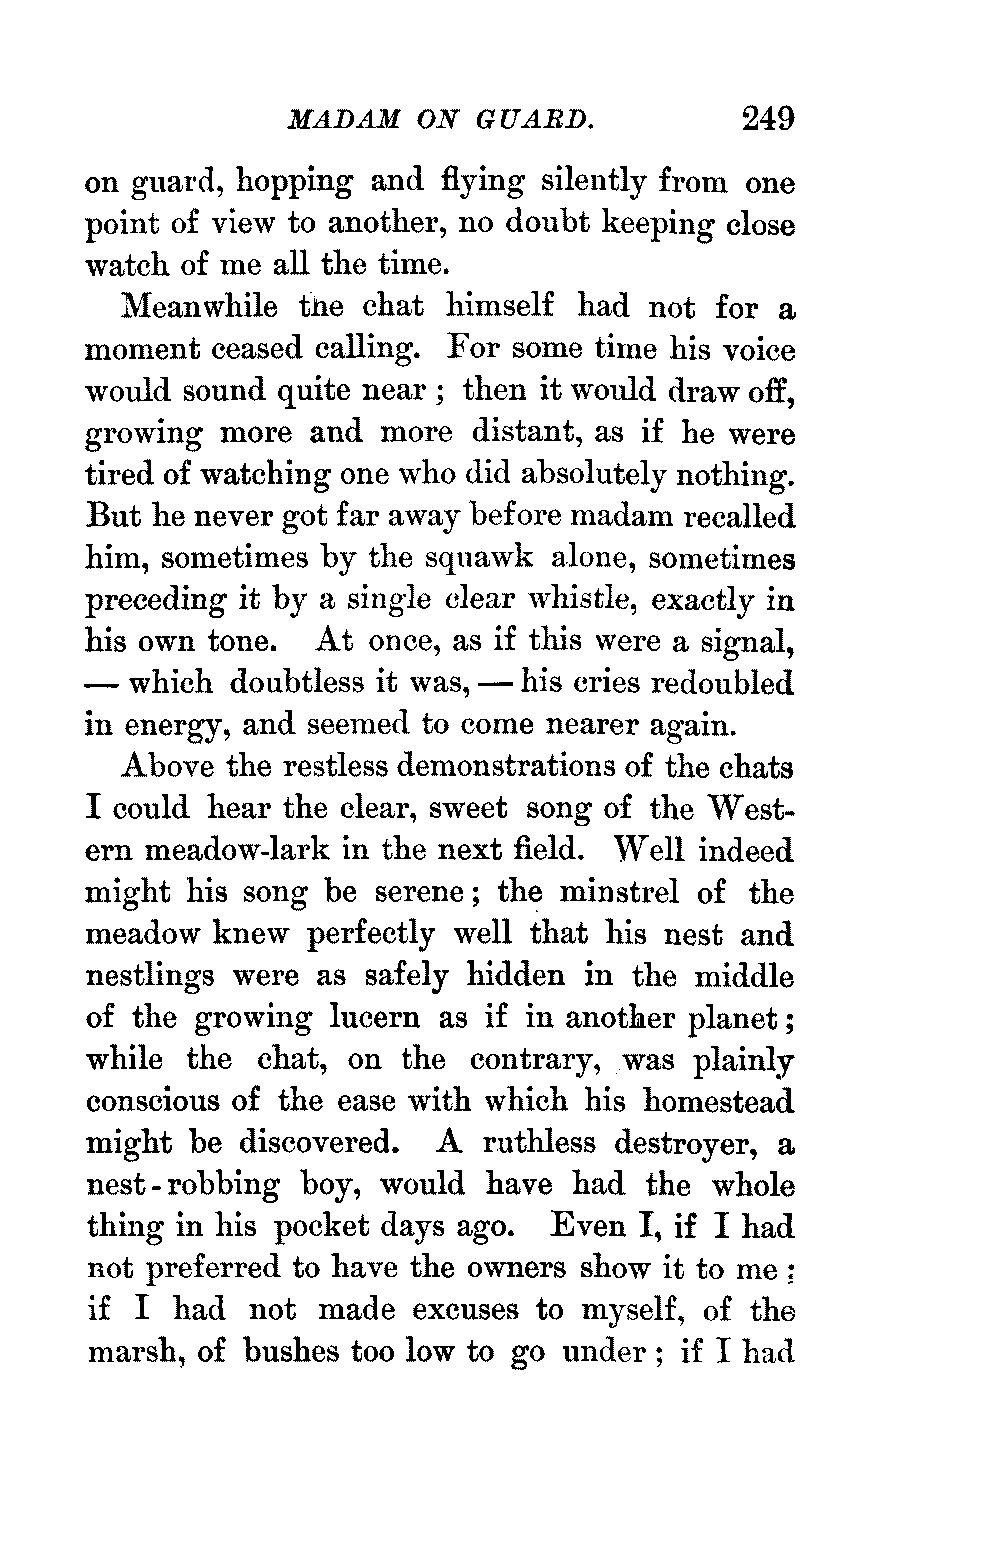 MADAM ON GUARD. 249
on guard, hopping and flying silently from one
point of view to another, no doubt keeping close
watch of me all the time.
Meanwhile the chat himself had not for a
moment ceased calling. For some time his voice
would sound quite near ; then it would draw off,
growing more and more distant, as if he were
tired of watching one who did absolutely nothing.
But he never got far away before madam recalled
him, sometimes by the squawk alone, sometimes
preceding it by a single clear whistle, exactly in
his own tone. At once, as if this were a signal,
— which doubtless it was, — his cries redoubled
in energy, and seemed to come nearer again.
Above the restless demonstrations of the chats
I could hear the clear, sweet song of the West-
ern meadow-lark in the next field. Well indeed
might his song be serene ; the minstrel of the
meadow knew perfectly well that his nest and
nestlings were as safely hidden in the middle
of the growing lucern as if in another planet ;
while the chat, on the contrary, was plainly
conscious of the ease with which his homestead
might be discovered. A ruthless destroyer, a
nest-robbing boy, would have had the whole
thing in his pocket days ago. Even I, if I had
not preferred to have the owners show it to me ;
if I had not made excuses to myself, of the
marsh, of bushes too low to go under ; if I had